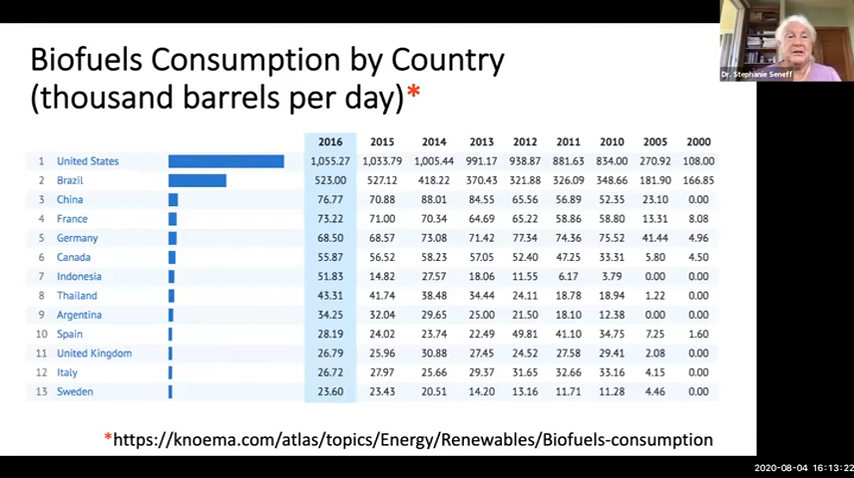 Biofuels Consumption by Country
(thousand barrels per day)*
Dr. Stephanie Seneff
2016 2015 2014 2013 2012 2011 2010 2005 2000
1 United States 1,055.27 1,033.79 1,005.44 991.17 938.87 881.63 834.00 270.92 108.00
2 Brazil 523.00 527.12 418.22 370.43 321.88 326.09 348.66 181.90 166.85
3 China 76.77 70.88 88.01 84.55 65.56 56.89 52.35 23.10 0.00
4 France 73.22 71.00 70.34 64.69 65.22 58.86 58.80 13.31 8.08
5 Germany 68.50 68.57 73.08 71.42 77.34 74.36 75.52 41.44 4.96
6 Canada 55.87 56.52 58.23 57.05 52.40 47.25 33.31 5.80 4.50
7 Indonesia 51.83 14.82 27.57 18.06 11.55 6.17 3.79 0.00 0.00
8 Thailand 43.31 41.74 38.48 34.44 24.11 18.78 18.94 1.22 0.00
9 Argentina 34.25 32.04 29.65 25.00 21.50 18.10 12.38 0.00 0.00
10 Spain 28.19 24.02 23.74 22.49 49.81 41.10 34.75 7.25 1.60
11 United Kingdom 26.79 25.96 30.88 27.45 24.52 27.58 29.41 2.08 0.00
12 Italy 26.72 27.97 25.66 29.37 31.65 32.66 33.16 4.15 0.00
13 Sweden 23.60 23.43 20.51 14.20 13.16 11.71 11.28 4.46 0.00
*https://knoema.com/atlas/topics/Energy/Renewables/Biofuels-consumption
2020-08-04 16:13:22